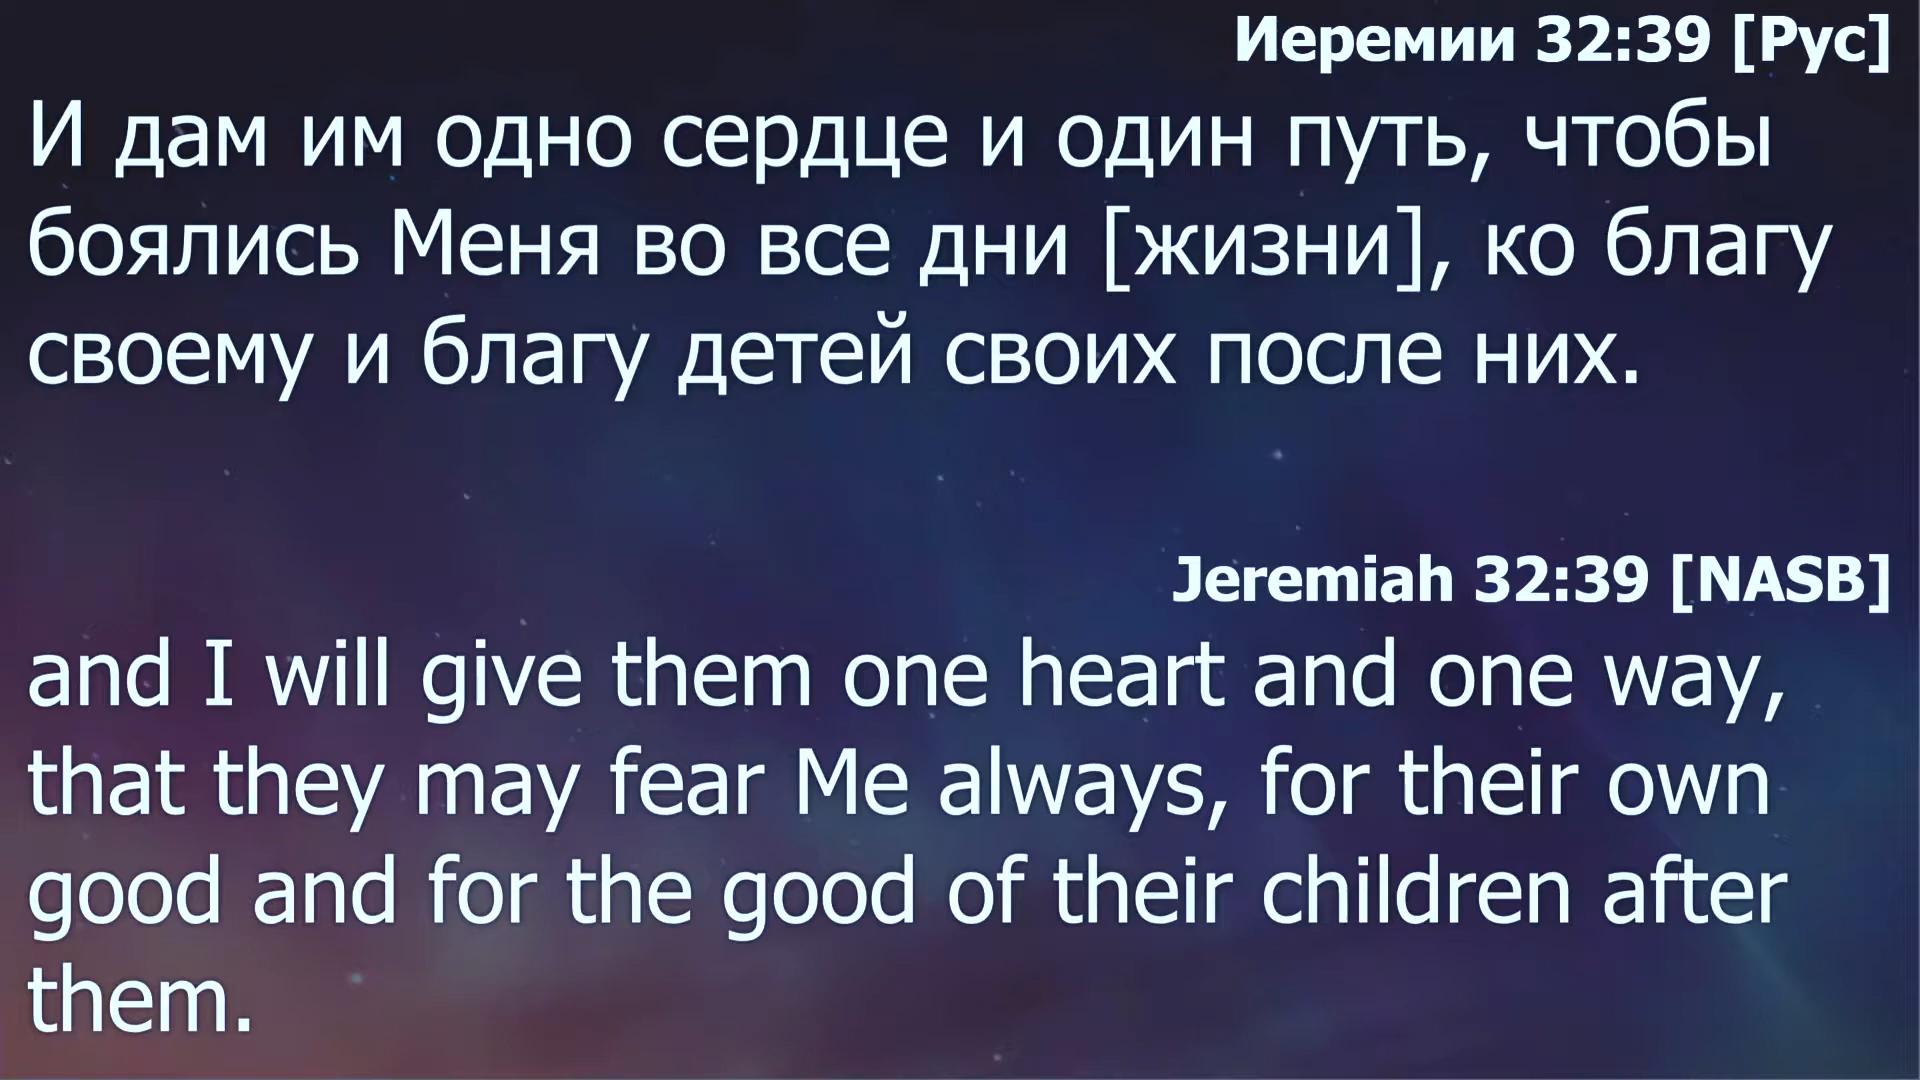 Иеремии 32:39 [Рус]
И дам им одно сердце и один путь, чтобы
боялись Меня во все дни [жизни], ко благу
своему и благу детей своих после них.
Jeremiah 32:39 [NASB]
and I will give them one heart and one way,
that they may fear Me always, for their own
good and for the good of their children after
them.